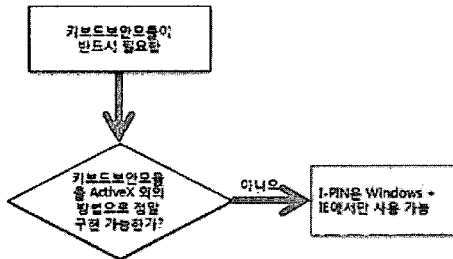 키보드보안모듈이
반드시 필요함
키보드보안모듈
을 ActiveX 외의
방법으로 정말
구현 가능한가?
아니오
I-PIN은 Windows +
IE에서만 사용 가능